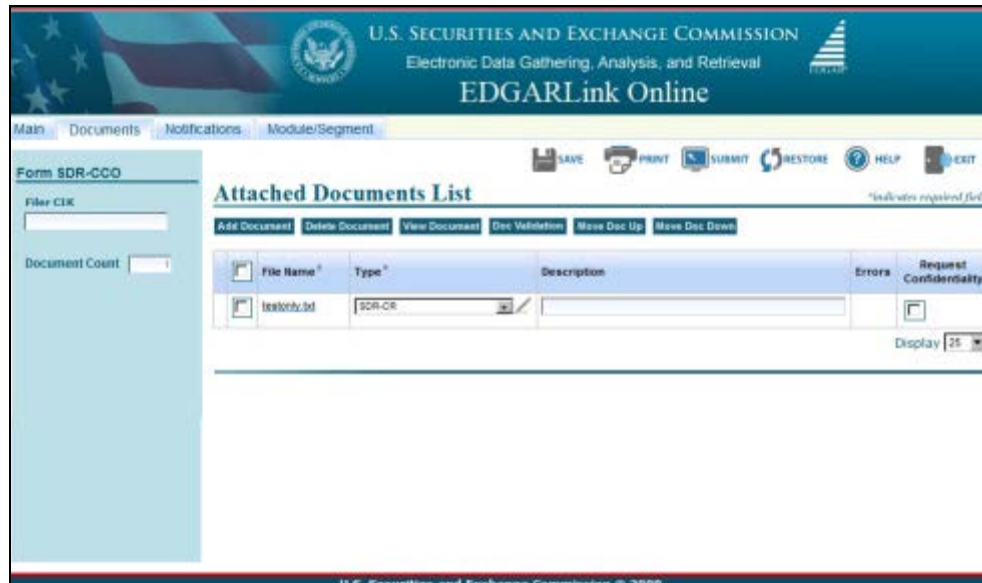 U.S. SECURITIES AND EXCHANGE COMMISSION
Electronic Data Gathering, Analysis, and Retrieval
EDGARLink Online
EDGAR
Main Documents Notifications Module/Segment
SAVE PRINT SUBMIT RESTORE HELP EXIT
Form SDR-CCO
Filer CIK
Document Count 1
Attached Documents List
*indicates required fiel
Add Document Delete Document View Document Doc Validation Move Doc Up Move Doc Down
File Name* Type* Description Errors Request Confidentiality
testonly.txt SDR-CR
Display 25
U.S. Securities and Exchange Commission © 2009